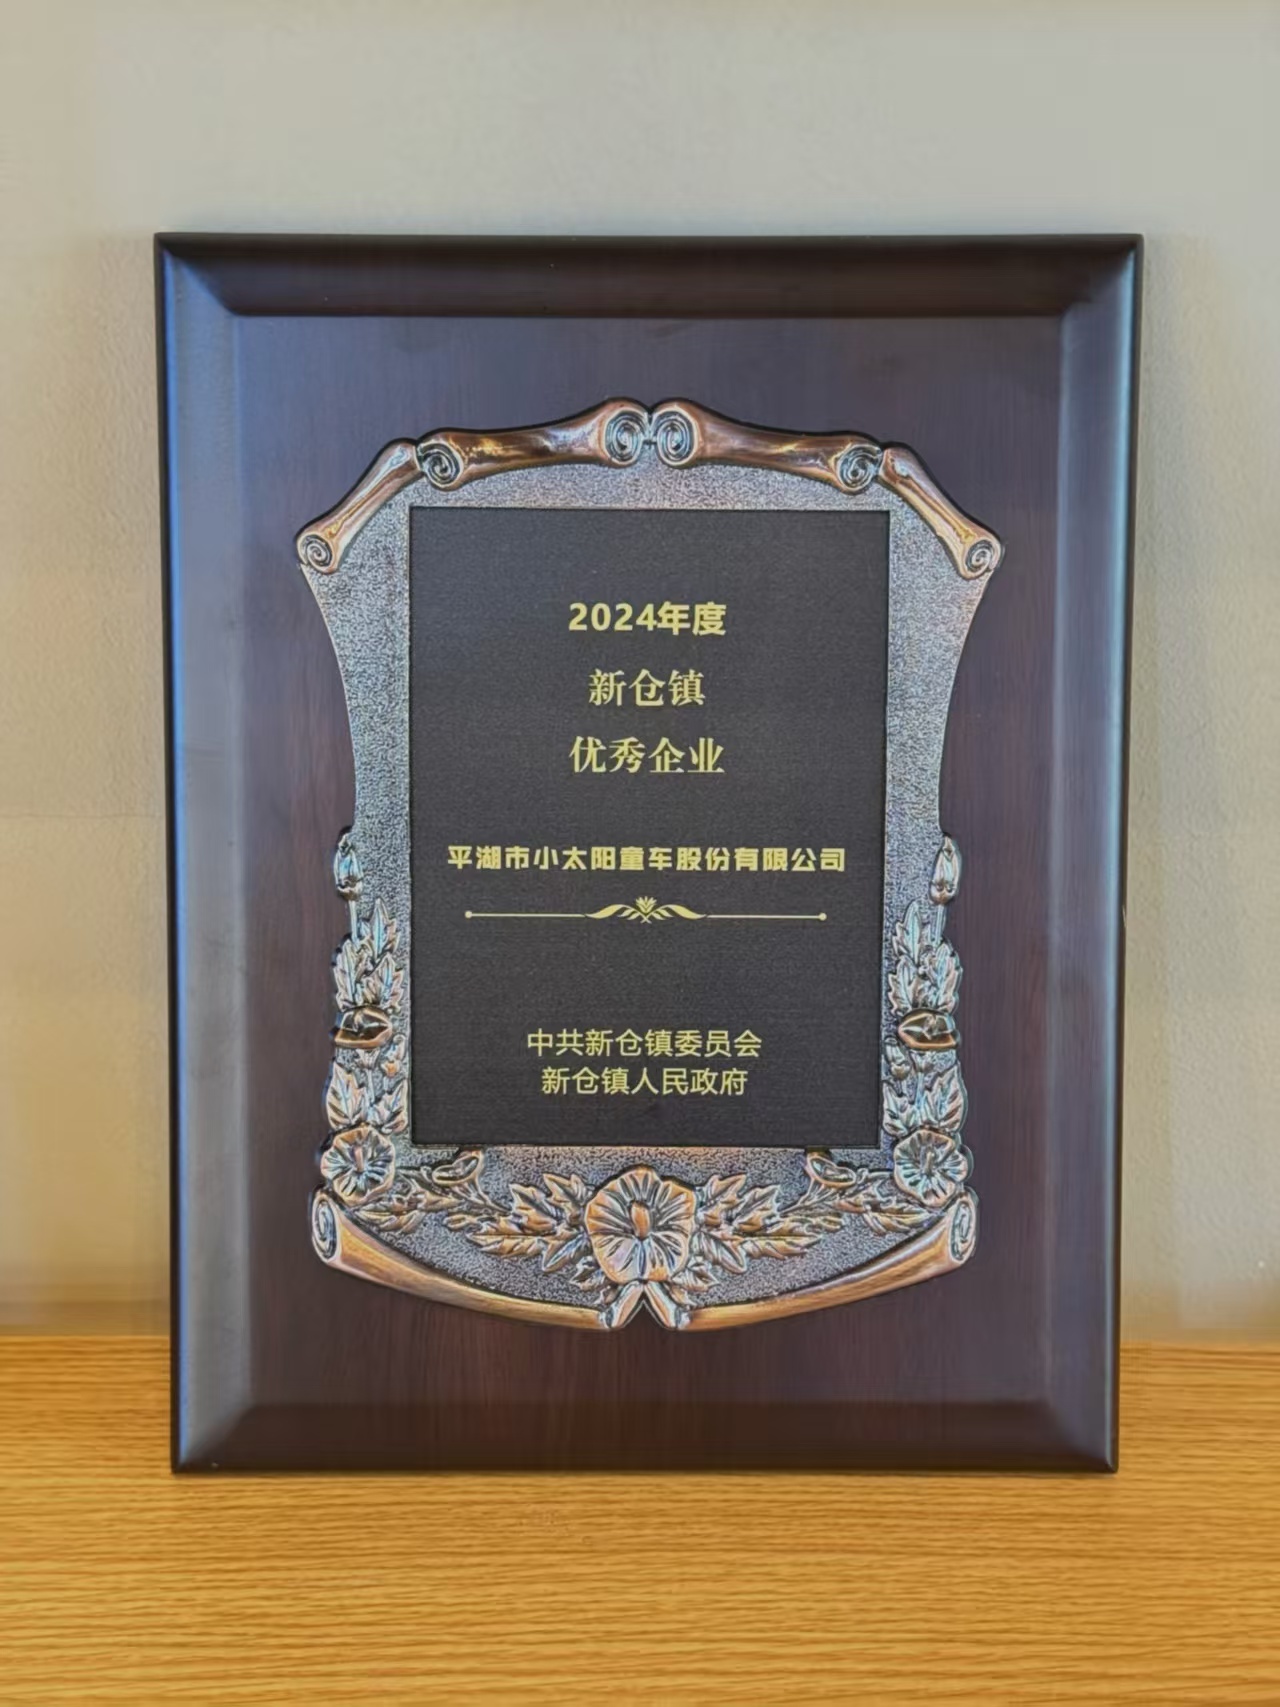 2024年度
新仓镇
优秀企业
平湖市小太阳童车股份有限公司
中共新仓镇委员会
新仓镇人民政府